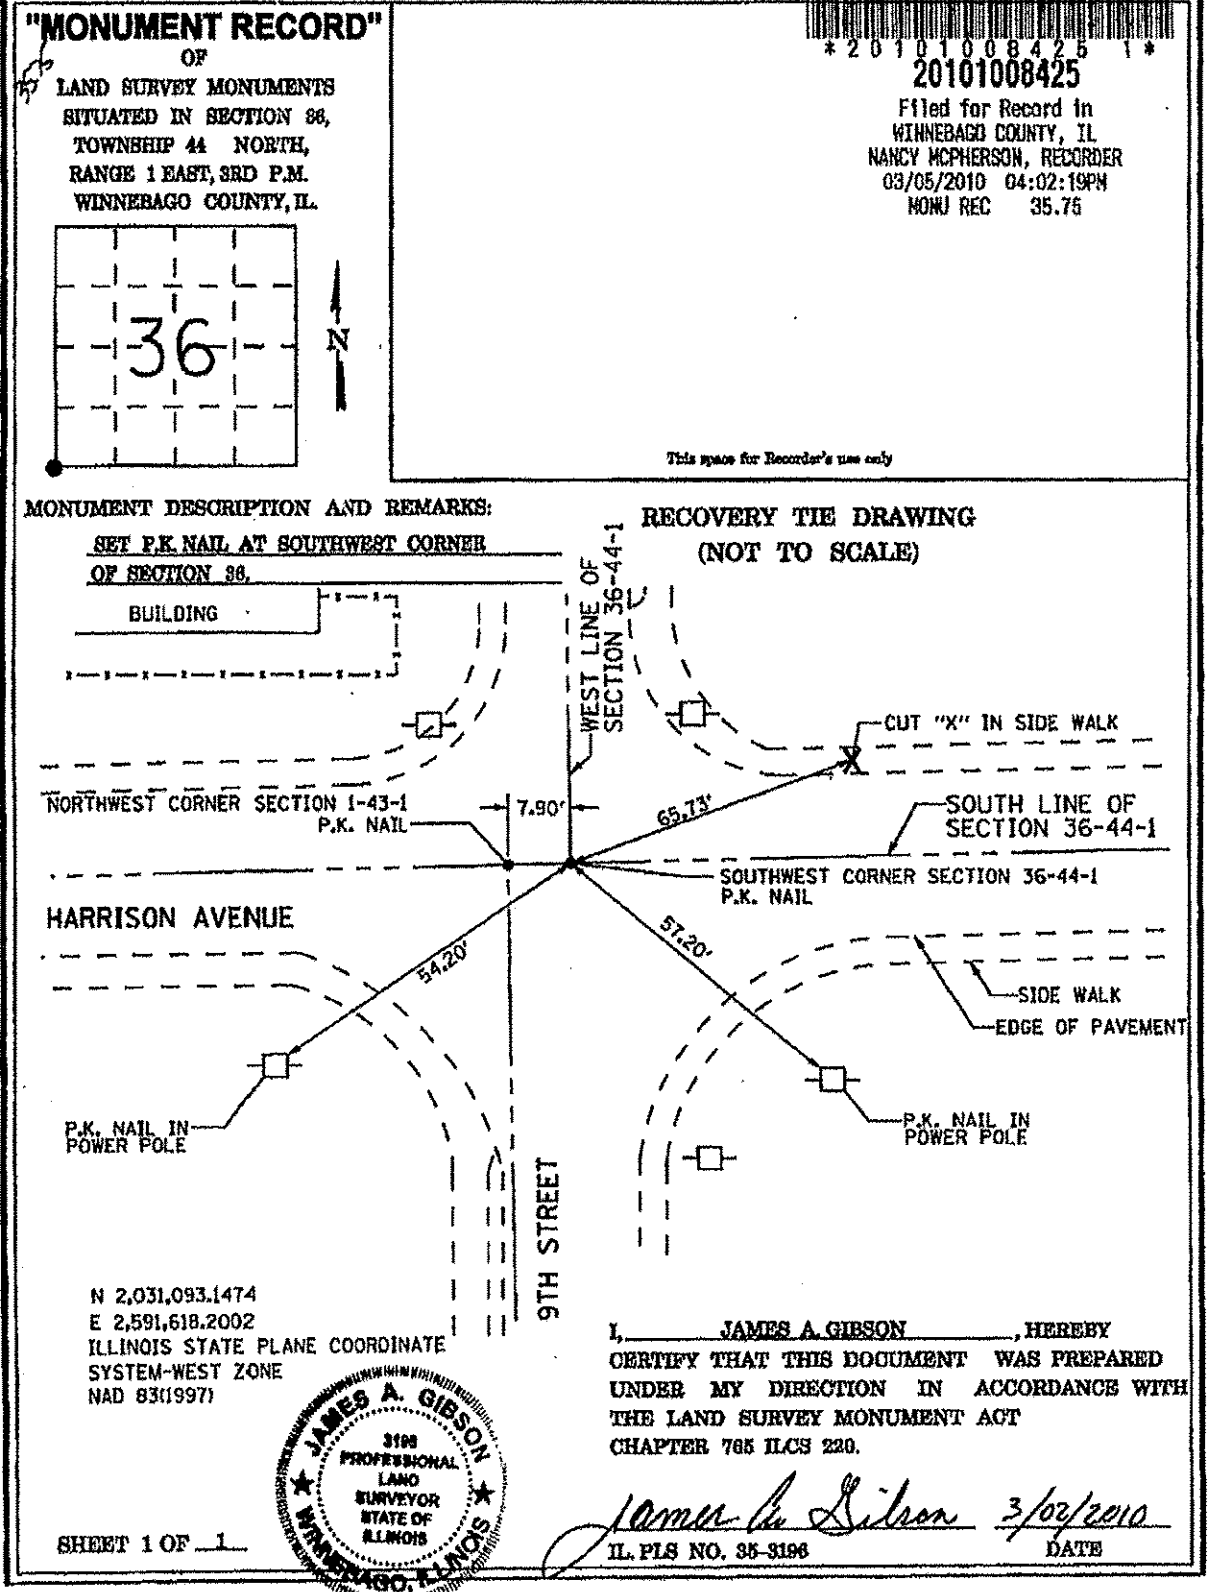 "MONUMENT RECORD"
OF
LAND SURVEY MONUMENTS
SITUATED IN SECTION 36,
TOWNSHIP 44 NORTH,
RANGE 1 EAST, 3RD P.M.
WINNEBAGO COUNTY, IL.
36
N
*20101008425 1*
20101008425
Filed for Record in
WINNEBAGO COUNTY, IL
NANCY MCPHERSON, RECORDER
03/05/2010 04:02:19PM
MONU REC 35.75
This space for Recorder's use only
MONUMENT DESCRIPTION AND REMARKS:
SET P.K. NAIL AT SOUTHWEST CORNER
OF SECTION 36.
RECOVERY TIE DRAWING
(NOT TO SCALE)
BUILDING
WEST LINE OF
SECTION 36-44-1
CUT "X" IN SIDE WALK
NORTHWEST CORNER SECTION 1-43-1
P.K. NAIL
7.90'
65.73'
SOUTH LINE OF
SECTION 36-44-1
SOUTHWEST CORNER SECTION 36-44-1
P.K. NAIL
HARRISON AVENUE
54.20'
57.20'
SIDE WALK
EDGE OF PAVEMENT
P.K. NAIL IN
POWER POLE
P.K. NAIL IN
POWER POLE
9TH STREET
N 2,031,093.1474
E 2,591,618.2002
ILLINOIS STATE PLANE COORDINATE
SYSTEM-WEST ZONE
NAD 83(1997)
I, JAMES A. GIBSON, HEREBY
CERTIFY THAT THIS DOCUMENT WAS PREPARED
UNDER MY DIRECTION IN ACCORDANCE WITH
THE LAND SURVEY MONUMENT ACT
CHAPTER 765 ILCS 220.
JAMES A. GIBSON
3196
PROFESSIONAL
LAND
SURVEYOR
STATE OF
ILLINOIS
WINNEBAGO, ILLINOIS
James A. Gibson 3/02/2010
IL. PLS NO. 35-3196 DATE
SHEET 1 OF 1